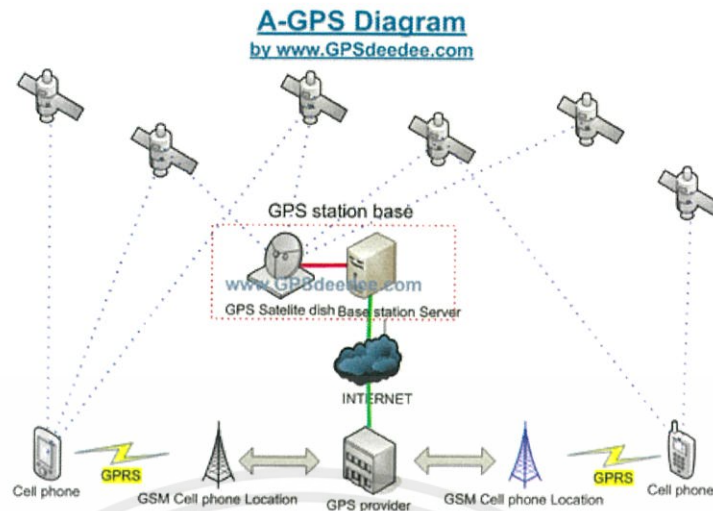 A-GPS Diagram
by www.GPSdeedee.com
GPS station base
www.GPSdeedee.com
GPS Satelite dish
Base station Server
INTERNET
GPRS
GPRS
Cell phone
GSM Cell phone Location
GPS provider
GSM Cell phone Location
Cell phone